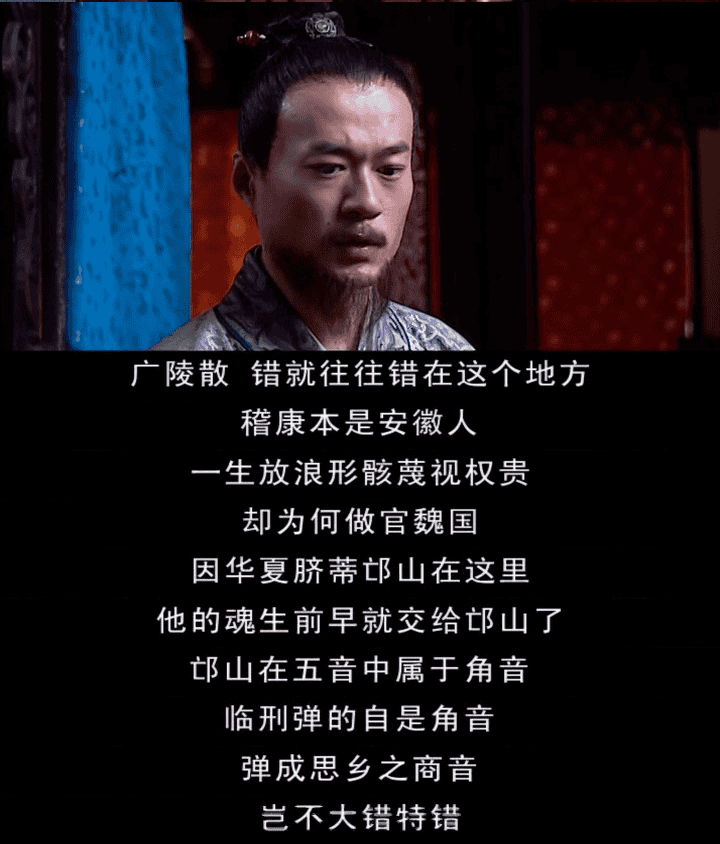 广陵散 错就往往错在这个地方
稽康本是安徽人
一生放浪形骸蔑视权贵
却为何做官魏国
因华夏脐蒂邙山在这里
他的魂生前早就交给邙山了
邙山在五音中属于角音
临刑弹的自是角音
弹成思乡之商音
岂不大错特错